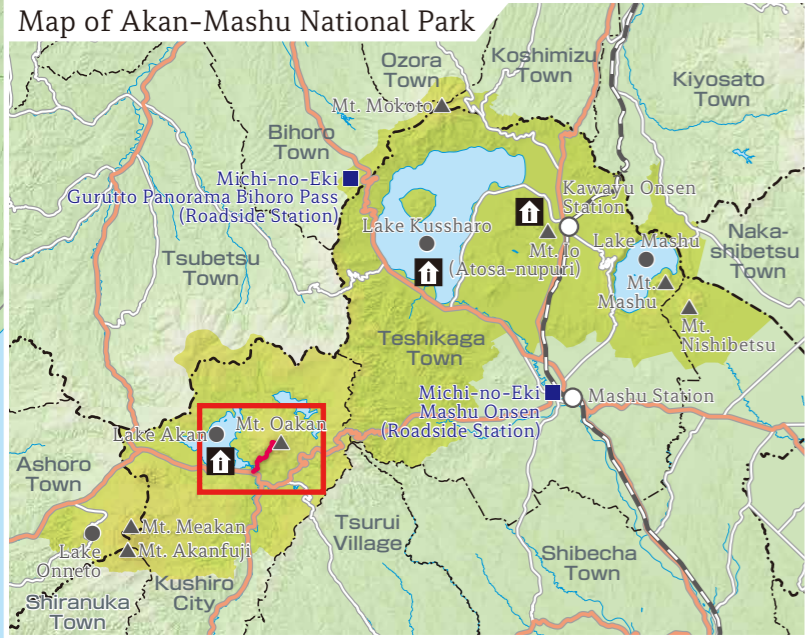 Map of Akan-Mashu National Park
Ozora
Town
Koshimizu
Town
Kiyosato
Town
Mt. Mokoto
Bihoro
Town
Michi-no-Eki
Gurutto Panorama Bihoro Pass
(Roadside Station)
Kawayu Onsen
Station
Lake Kussharo
Mt. Io
(Atosa-nupuri)
Lake Mashu
Naka-
shibetsu
Town
Mt.
Mashu
Tsubetsu
Town
Mt.
Nishibetsu
Teshikaga
Town
Michi-no-Eki
Mashu Onsen
(Roadside Station)
Mashu Station
Lake Akan
Mt. Oakan
Ashoro
Town
Mt. Meakan
Mt. Akanfuji
Lake
Onneto
Tsurui
Village
Shibecha
Town
Kushiro
City
Shiranuka
Town